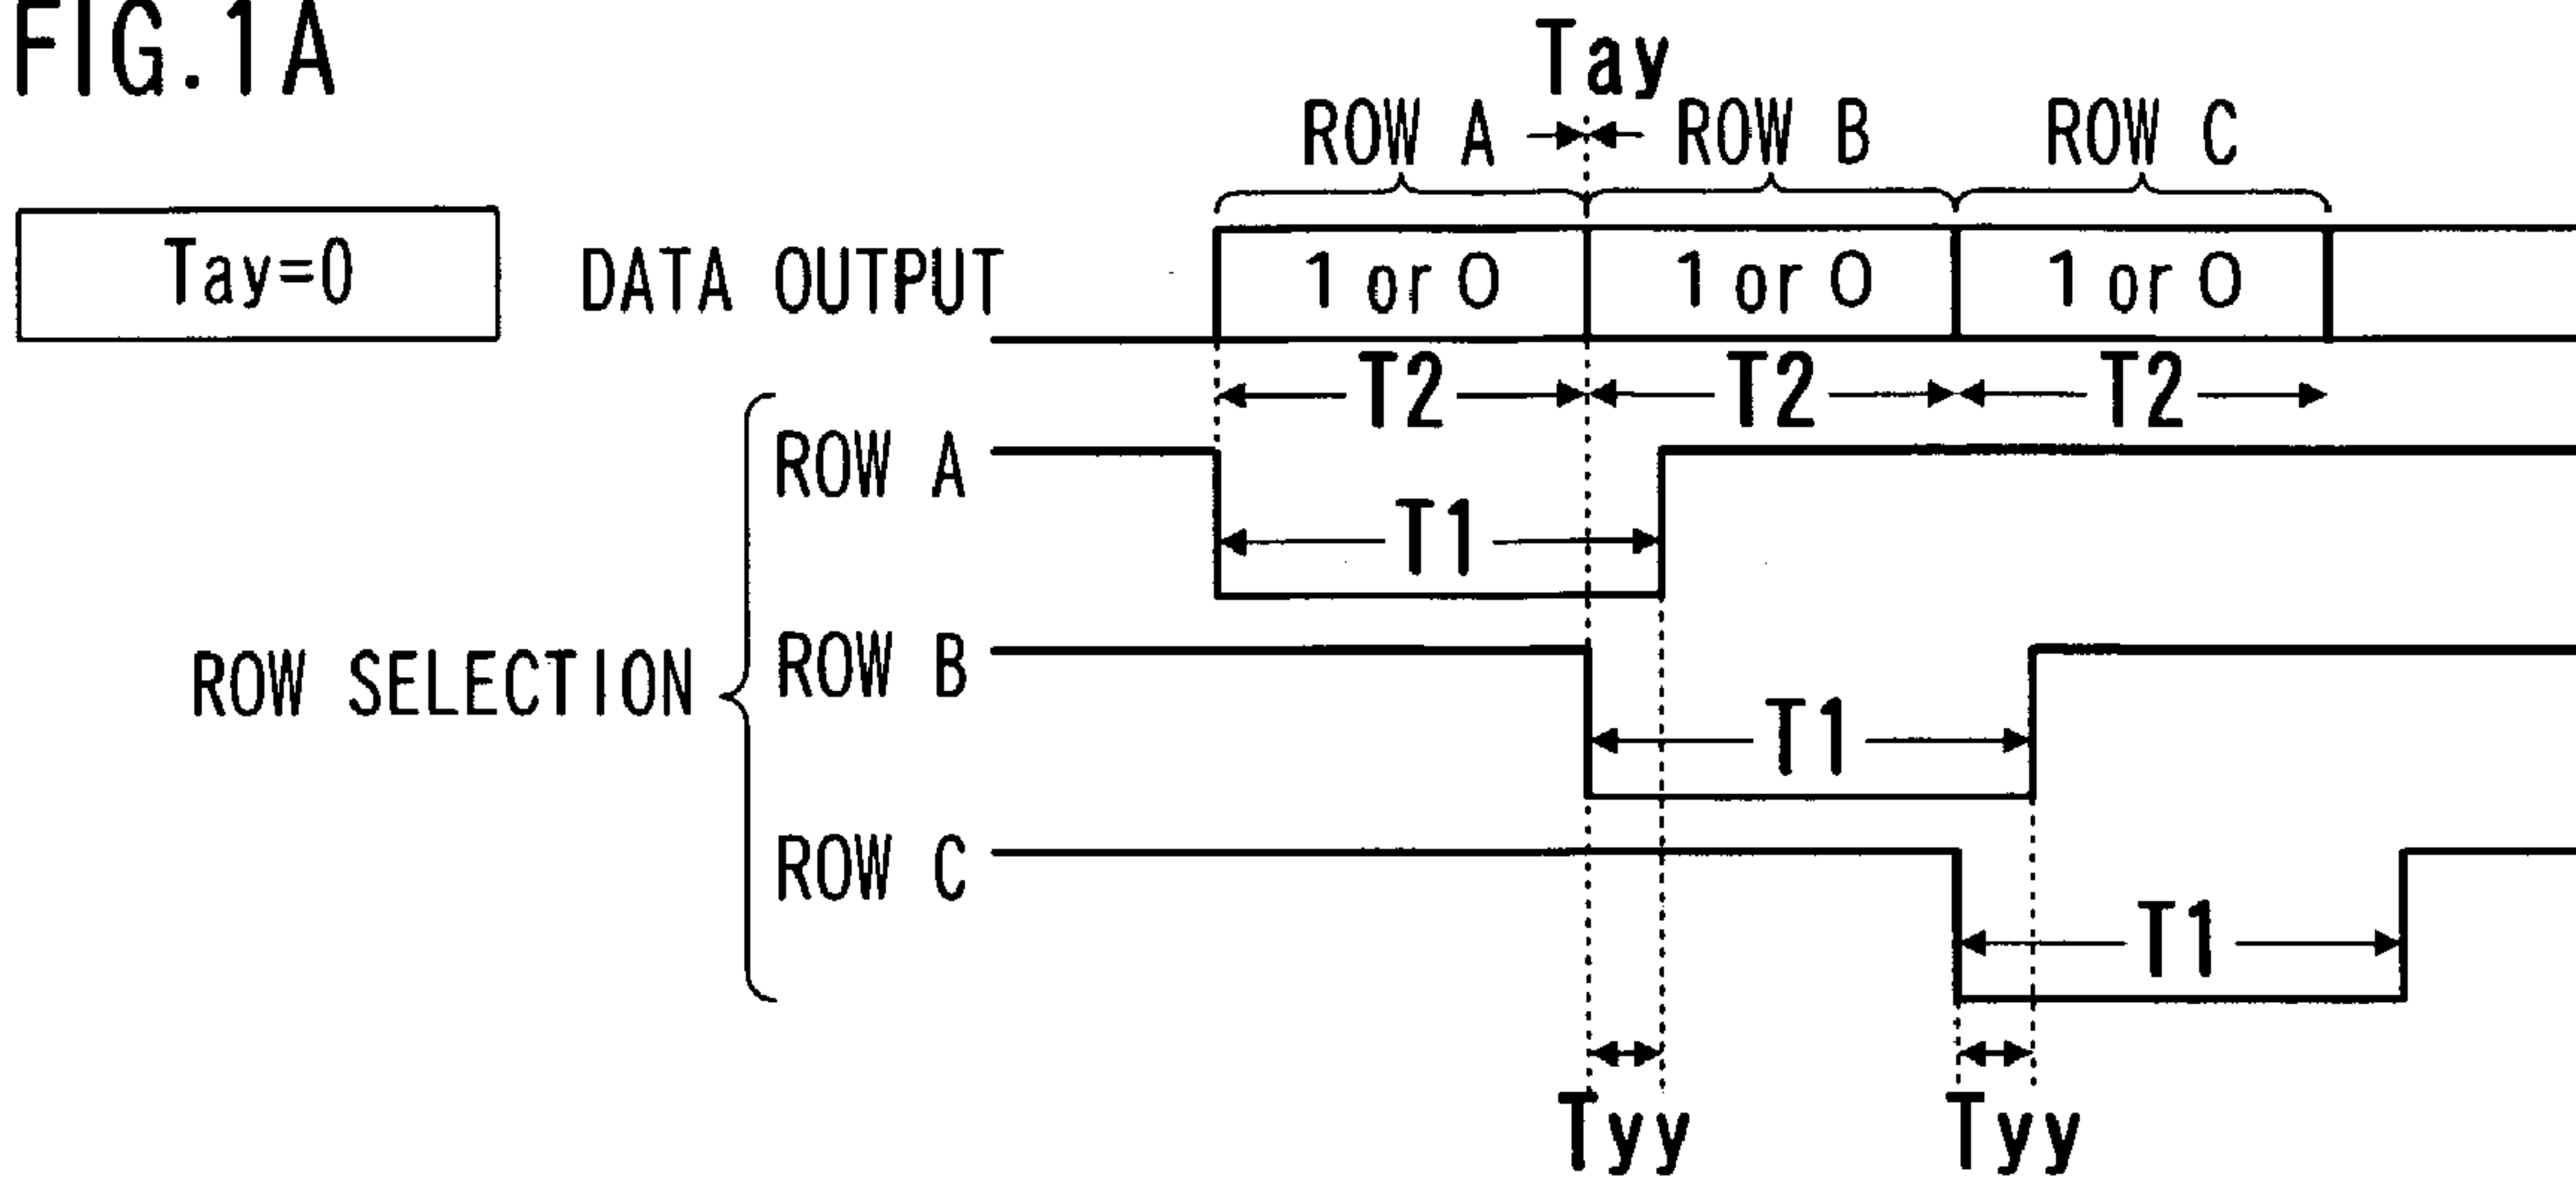 FIG.1A
Tay
ROW A ROW B ROW C
Tay=0 DATA OUTPUT 1 or 0 1 or 0 1 or 0
T2 T2 T2
ROW A
T1
ROW SELECTION ROW B
T1
ROW C
T1
Tyy Tyy